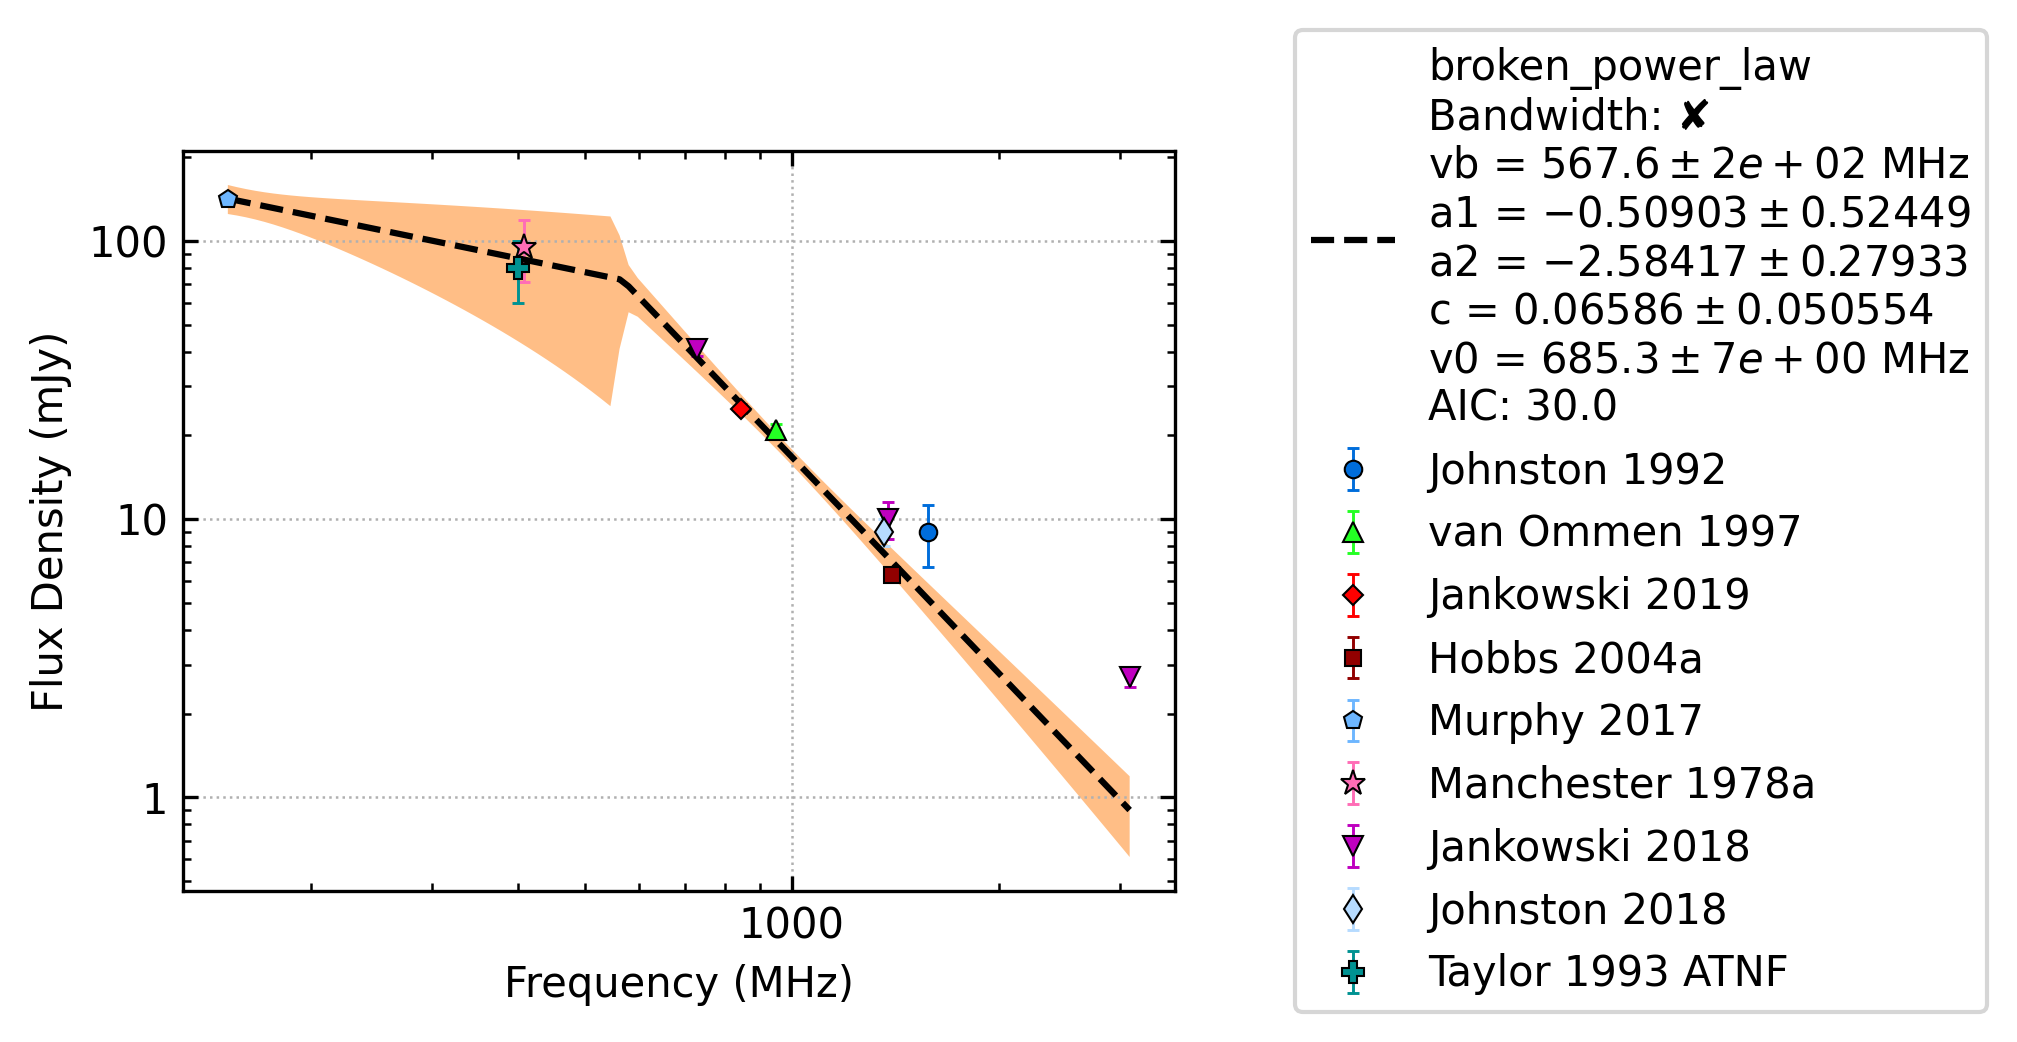 100
10
1
Flux Density (mJy)
1000
Frequency (MHz)
broken_power_law
Bandwidth: ✘
vb = 567.6 ± 2e + 02 MHz
a1 = −0.50903 ± 0.52449
a2 = −2.58417 ± 0.27933
c = 0.06586 ± 0.050554
v0 = 685.3 ± 7e + 00 MHz
AIC: 30.0
Johnston 1992
van Ommen 1997
Jankowski 2019
Hobbs 2004a
Murphy 2017
Manchester 1978a
Jankowski 2018
Johnston 2018
Taylor 1993 ATNF